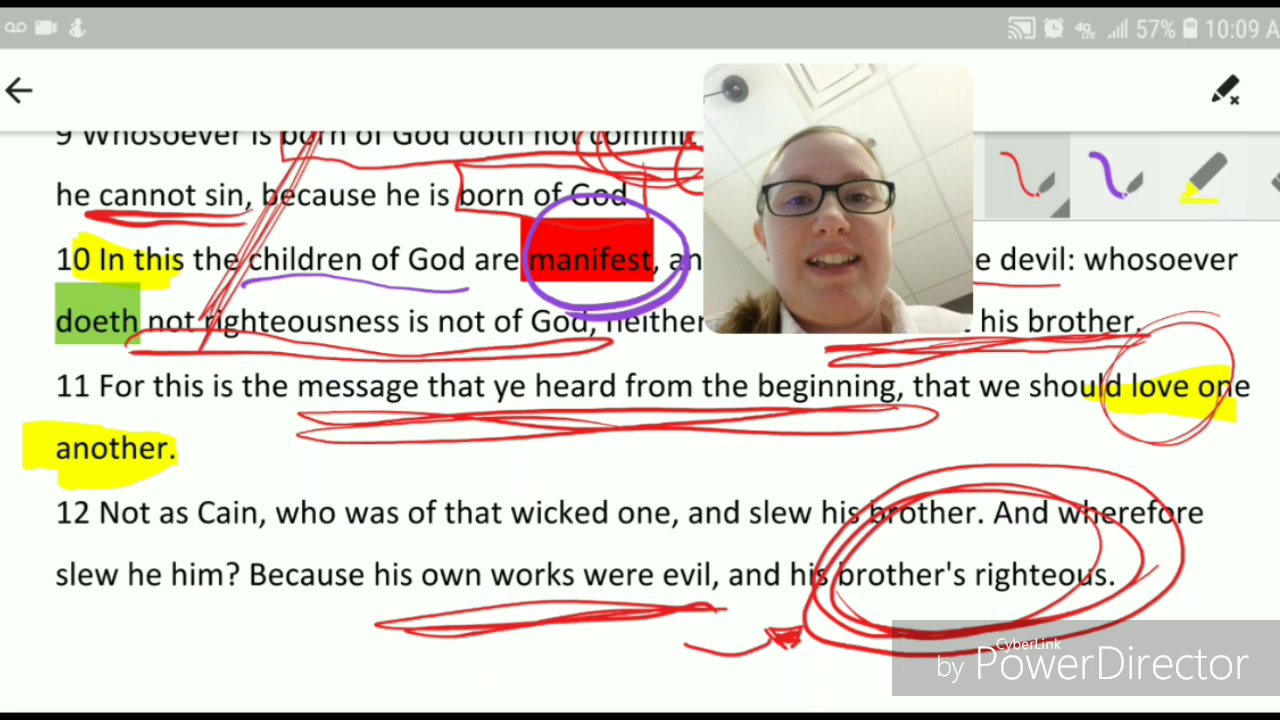 4G LTE 57% 10:09 A
9 Whosoever is born of God doth not commit
he cannot sin, because he is born of God
10 In this the children of God are manifest, an e devil: whosoever
doeth not righteousness is not of God, neither his brother.
11 For this is the message that ye heard from the beginning, that we should love one
another.
12 Not as Cain, who was of that wicked one, and slew his brother. And wherefore
slew he him? Because his own works were evil, and his brother's righteous.
CyberLink
by PowerDirector